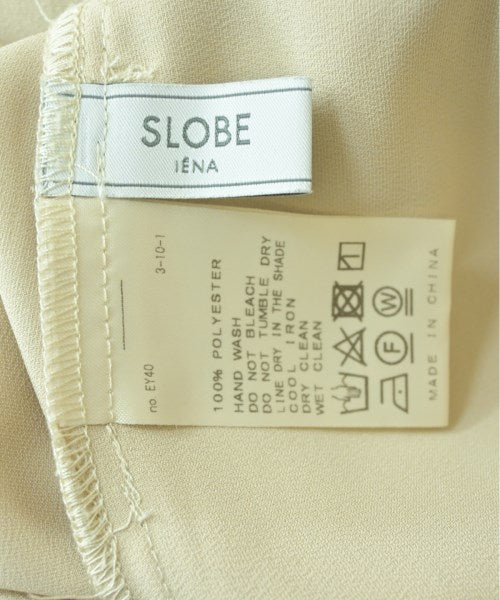 SLOBE
IÉNA
3-10-1
no. EY40
100% POLYESTER
HAND WASH
DO NOT BLEACH
DO NOT TUMBLE DRY
LINE DRY IN THE SHADE
COOL IRON
DRY CLEAN
WET CLEAN
F
W
MADE IN CHINA